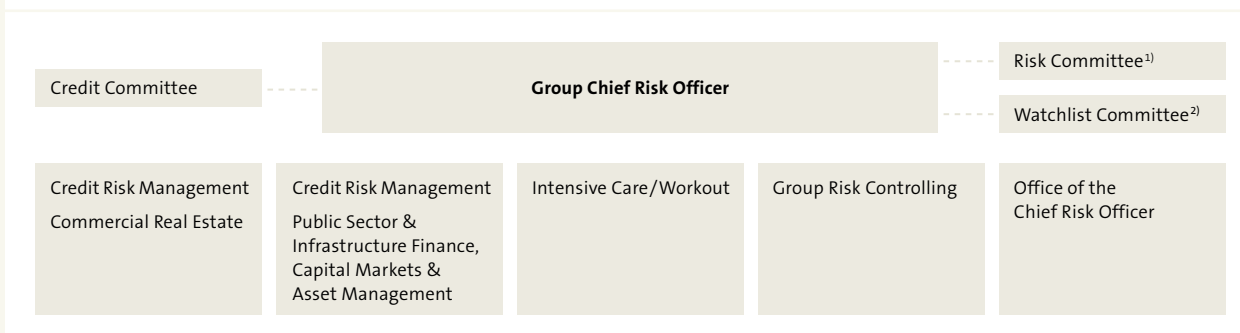 Credit Committee
Group Chief Risk Officer
Risk Committee¹⁾
Watchlist Committee²⁾
Credit Risk Management
Commercial Real Estate
Credit Risk Management
Public Sector &
Infrastructure Finance,
Capital Markets &
Asset Management
Intensive Care/Workout
Group Risk Controlling
Office of the
Chief Risk Officer